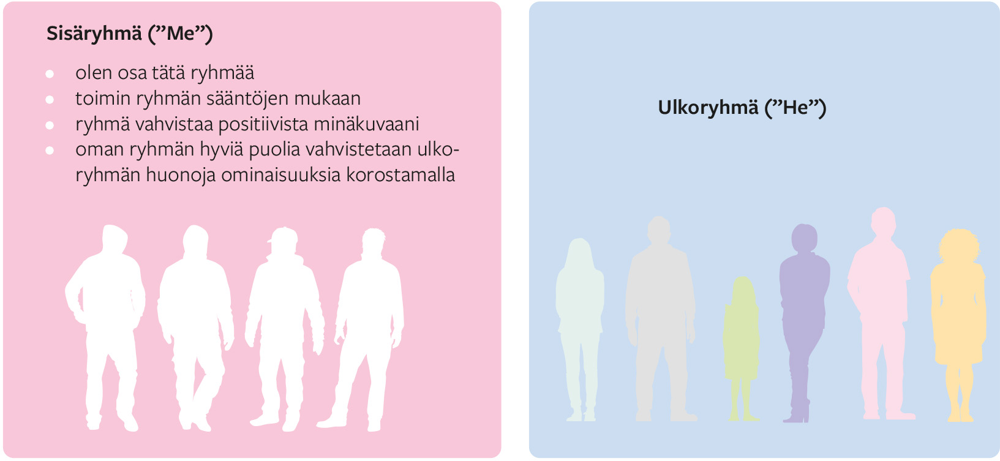 Sisäryhmä (”Me”)
olen osa tätä ryhmää
toimin ryhmän sääntöjen mukaan
ryhmä vahvistaa positiivista minäkuvaani
oman ryhmän hyviä puolia vahvistetaan ulko-
ryhmän huonoja ominaisuuksia korostamalla
Ulkoryhmä (”He”)